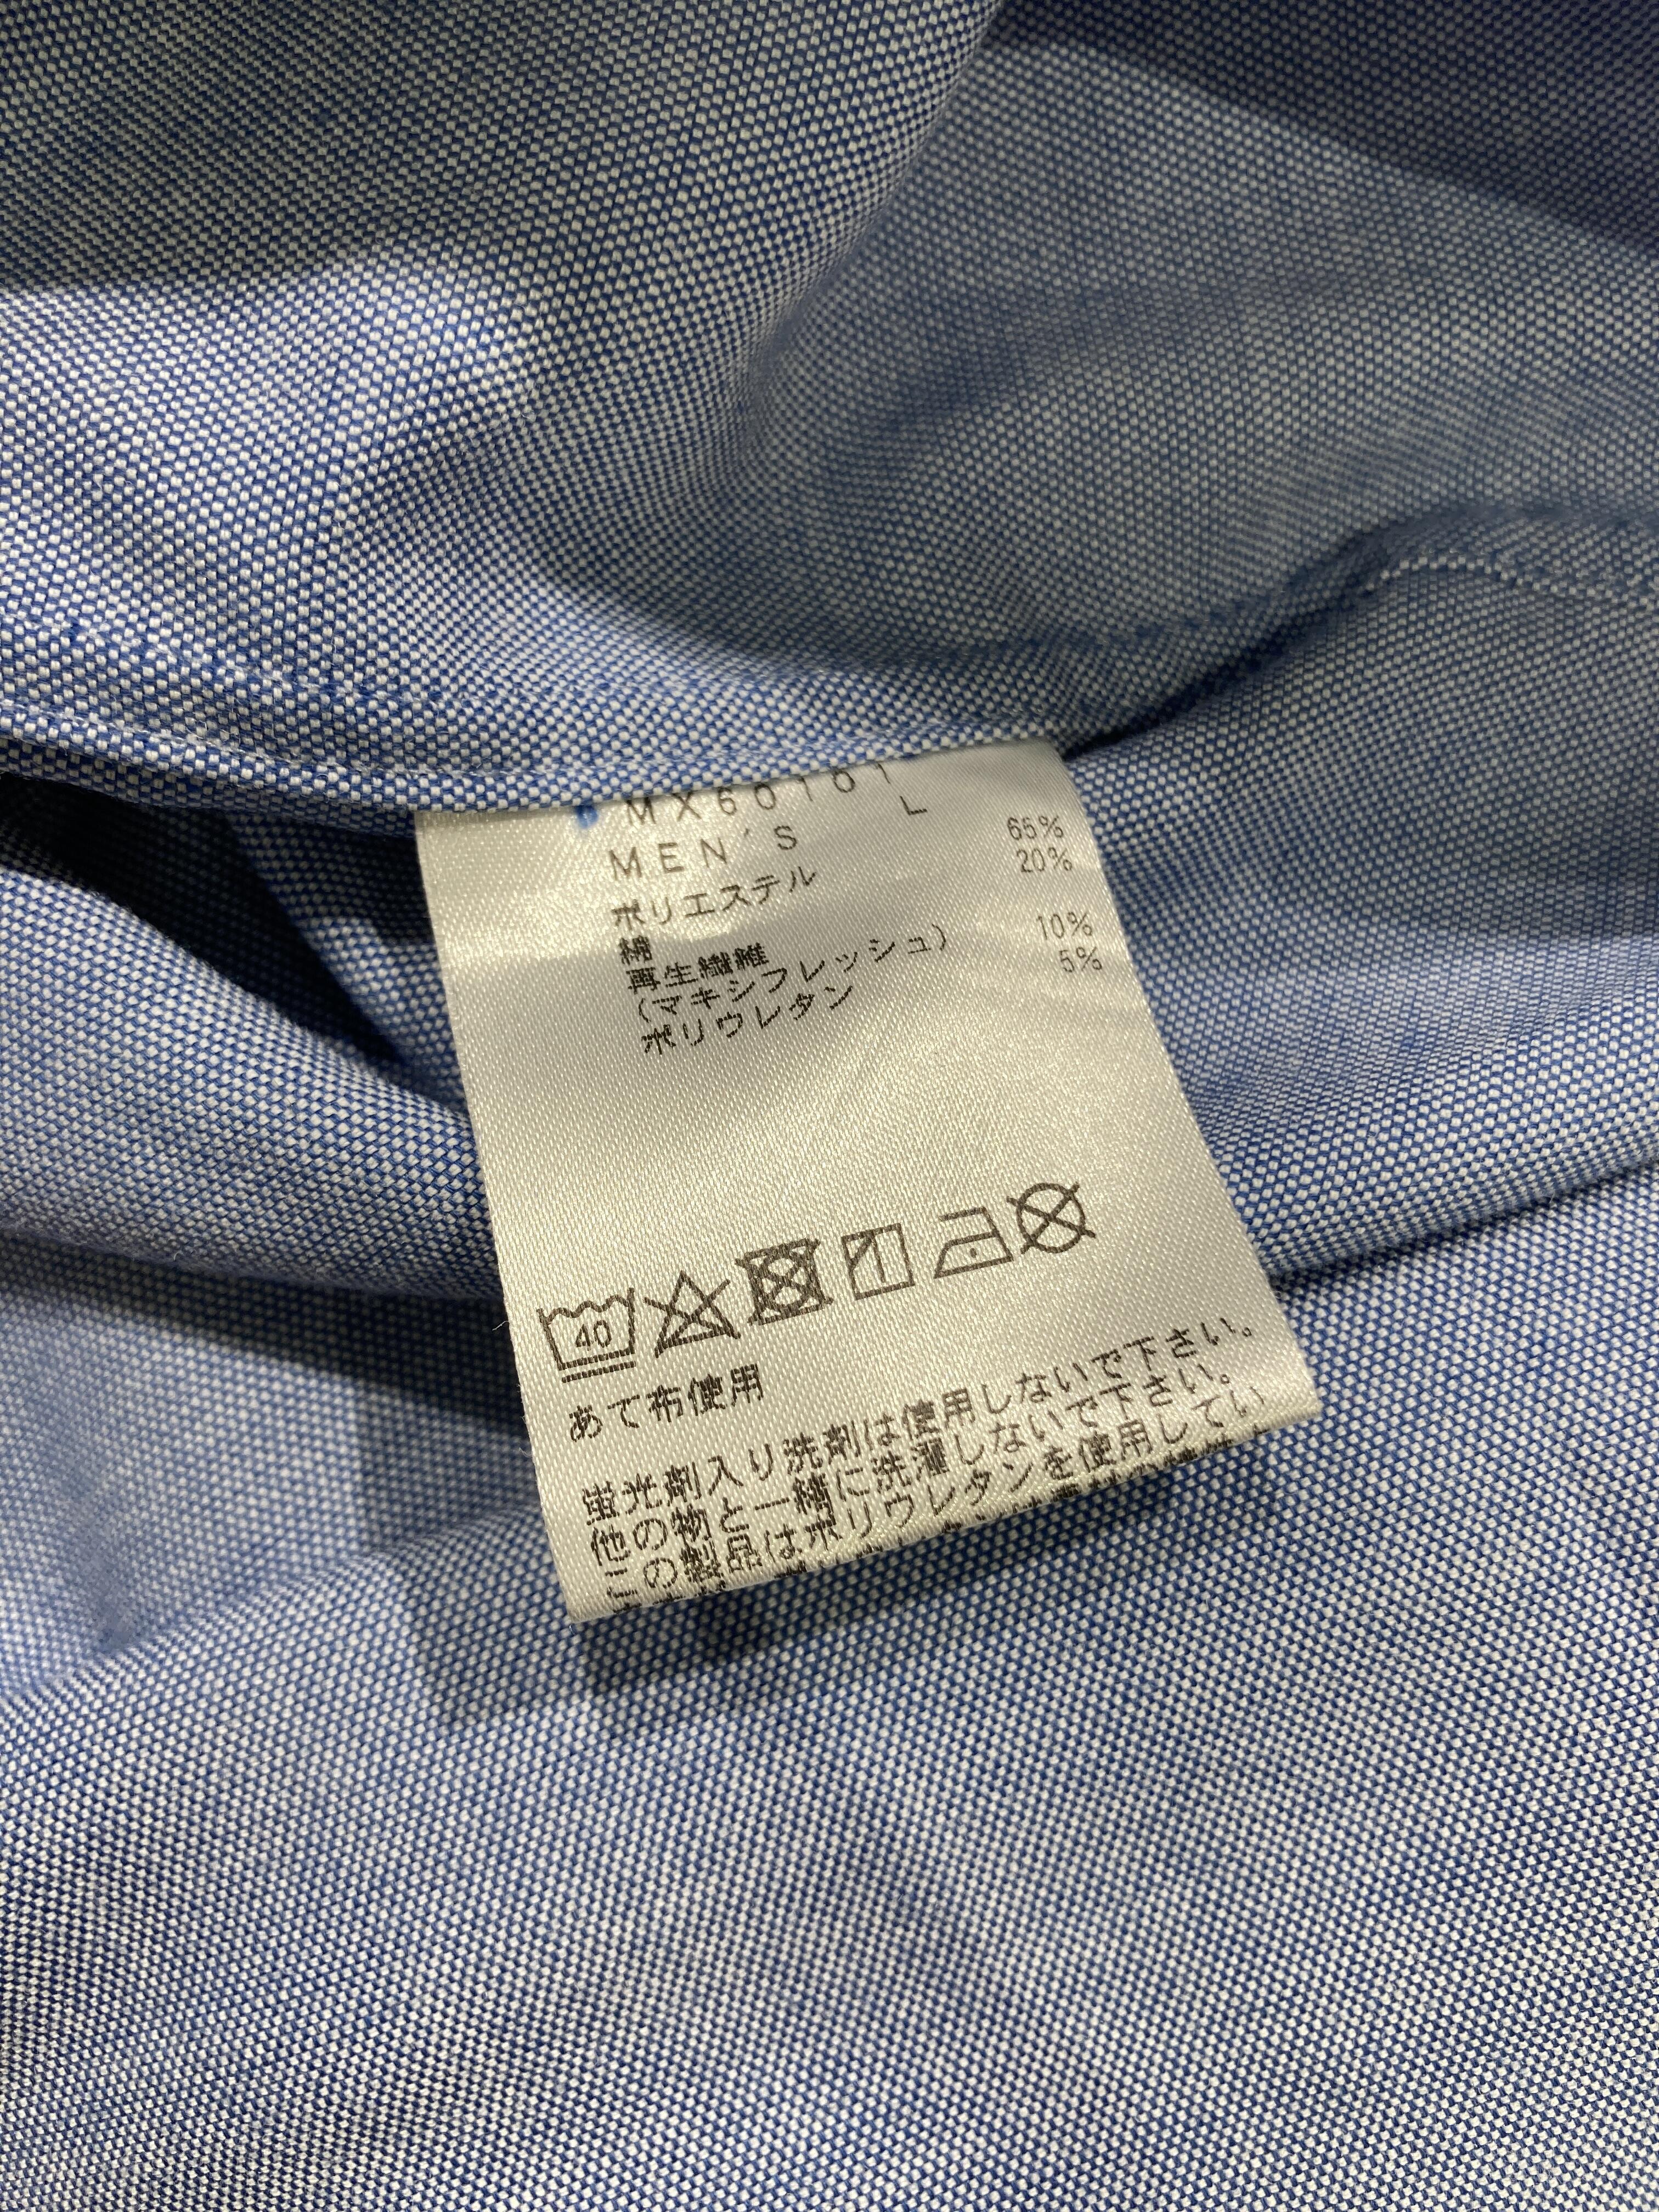 MX60101
MEN'S L
ポリエステル 65%
綿 20%
再生繊維
(マキシフレッシュ) 10%
ポリウレタン 5%
40
あて布使用
蛍光剤入り洗剤は使用しないで下さい。
他の物と一緒に洗濯しないで下さい。
この製品はポリウレタンを使用してい